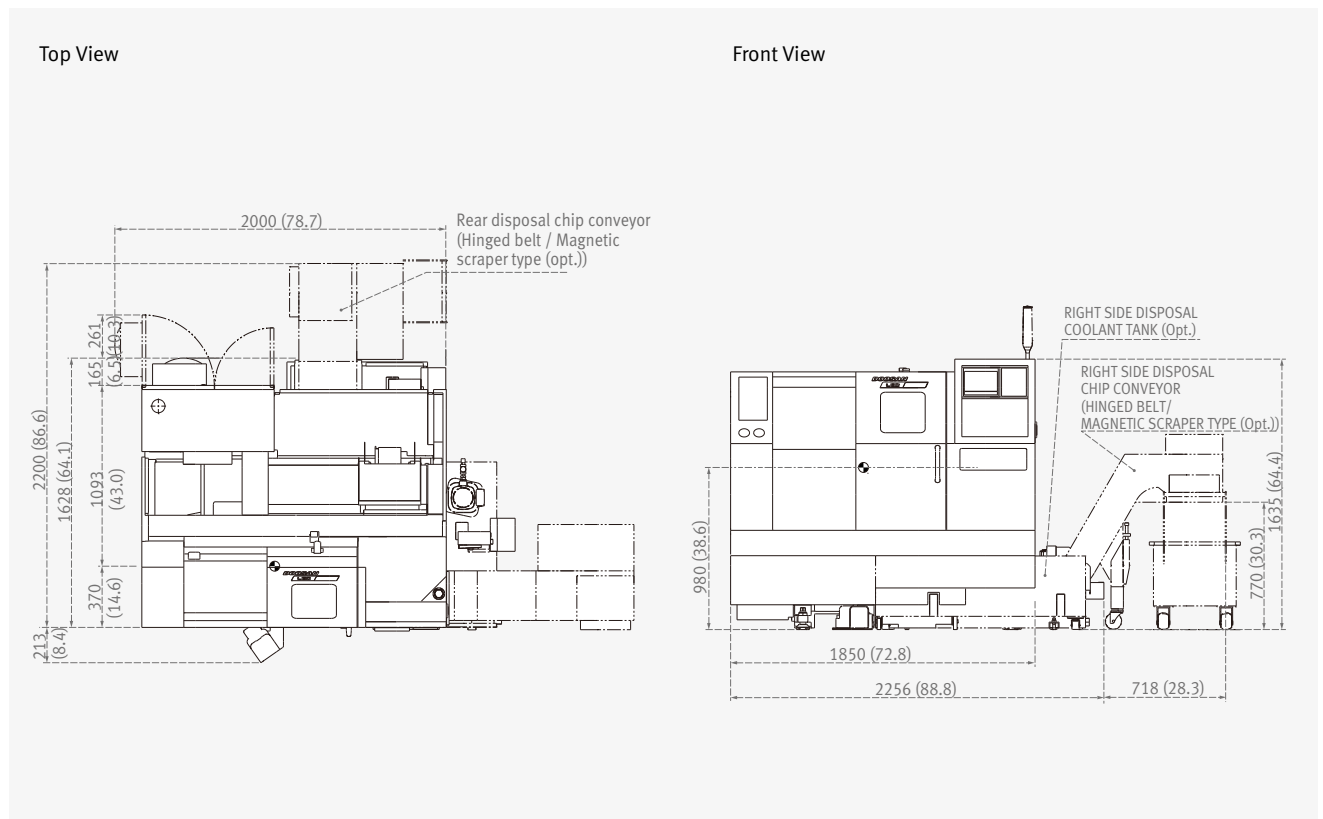 Top View
Front View
2000 (78.7)
Rear disposal chip conveyor
(Hinged belt / Magnetic
scraper type (opt.))
RIGHT SIDE DISPOSAL
COOLANT TANK (Opt.)
RIGHT SIDE DISPOSAL
CHIP CONVEYOR
(HINGED BELT/
MAGNETIC SCRAPER TYPE (Opt.))
261
(10.3)
165
(6.5)
2200 (86.6)
1628 (64.1)
1093
(43.0)
370
(14.6)
213
(8.4)
DOOSAN
DOOSAN
980 (38.6)
770 (30.3)
1635 (64.4)
1850 (72.8)
2256 (88.8)
718 (28.3)